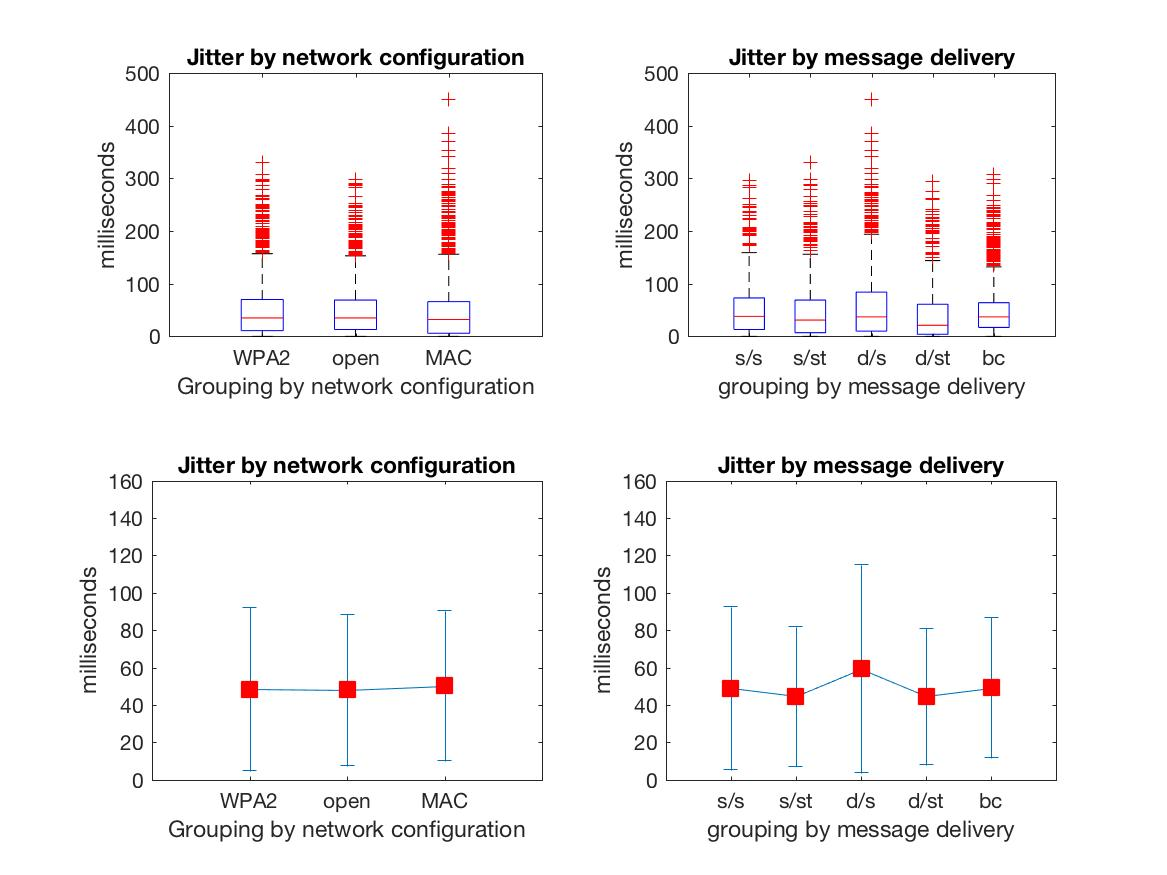 Jitter by network configuration
500
400
300
200
100
0
milliseconds
WPA2 open MAC
Grouping by network configuration
Jitter by message delivery
500
400
300
200
100
0
milliseconds
s/s s/st d/s d/st bc
grouping by message delivery
Jitter by network configuration
160
140
120
100
80
60
40
20
0
milliseconds
WPA2 open MAC
Grouping by network configuration
Jitter by message delivery
160
140
120
100
80
60
40
20
0
milliseconds
s/s s/st d/s d/st bc
grouping by message delivery